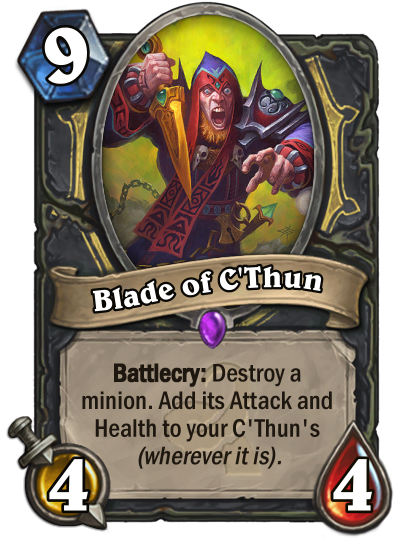 9
Blade of C'Thun
Battlecry: Destroy a
minion. Add its Attack and
Health to your C'Thun's
(wherever it is).
4
4